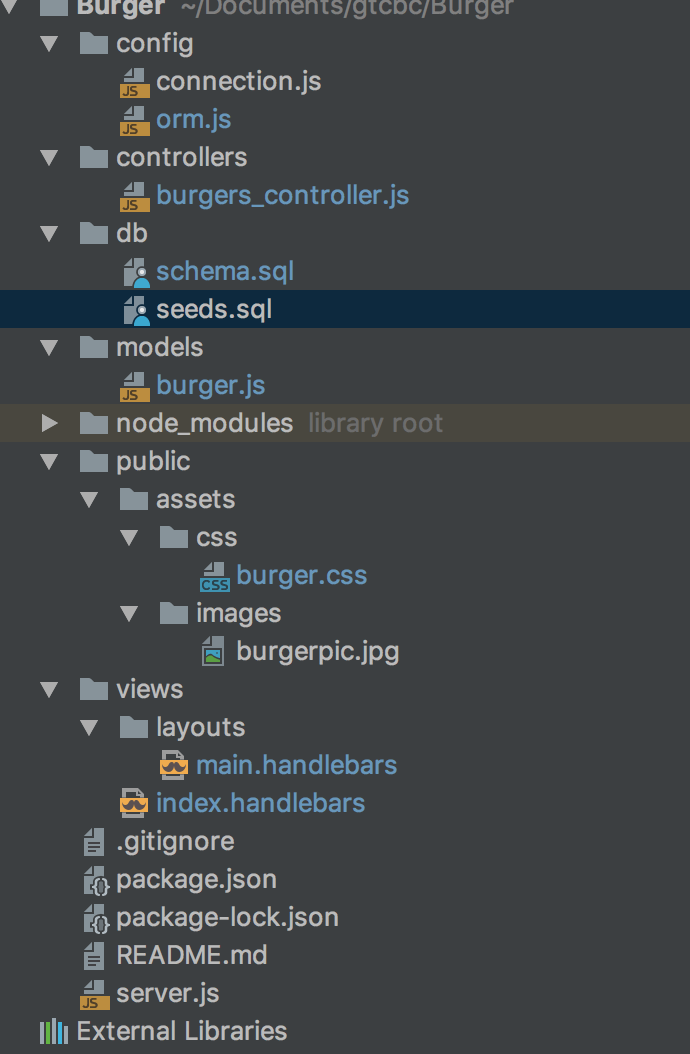 Burger ~/Documents/gtcbc/Burger
config
JS connection.js
JS orm.js
controllers
JS burgers_controller.js
db
schema.sql
seeds.sql
models
JS burger.js
node_modules library root
public
assets
css
CSS burger.css
images
burgerpic.jpg
views
layouts
main.handlebars
index.handlebars
.gitignore
package.json
package-lock.json
README.md
JS server.js
External Libraries